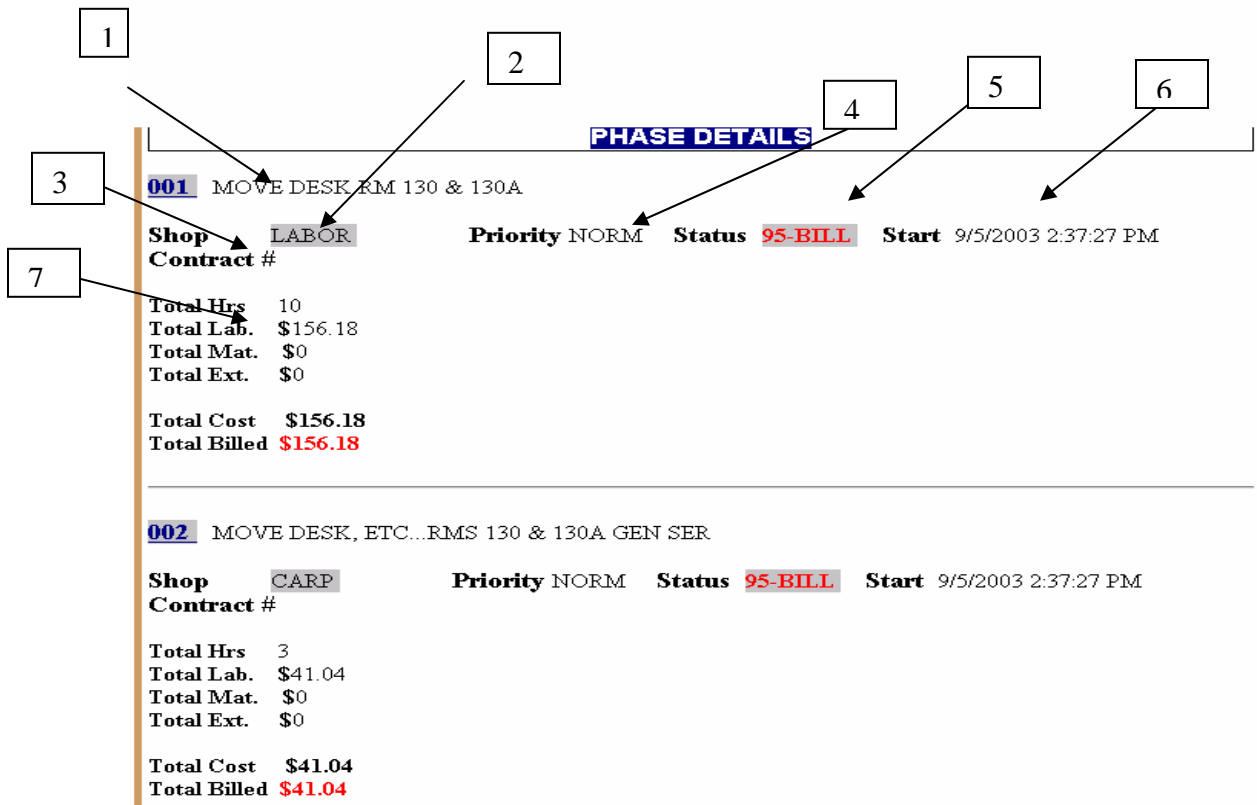 1
2
5
6
4
PHASE DETAILS
3
001 MOVE DESK RM 130 & 130A
Shop LABOR Priority NORM Status 95-BILL Start 9/5/2003 2:37:27 PM
Contract #
7
Total Hrs 10
Total Lab. $156.18
Total Mat. $0
Total Ext. $0
Total Cost $156.18
Total Billed $156.18
002 MOVE DESK, ETC...RMS 130 & 130A GEN SER
Shop CARP Priority NORM Status 95-BILL Start 9/5/2003 2:37:27 PM
Contract #
Total Hrs 3
Total Lab. $41.04
Total Mat. $0
Total Ext. $0
Total Cost $41.04
Total Billed $41.04